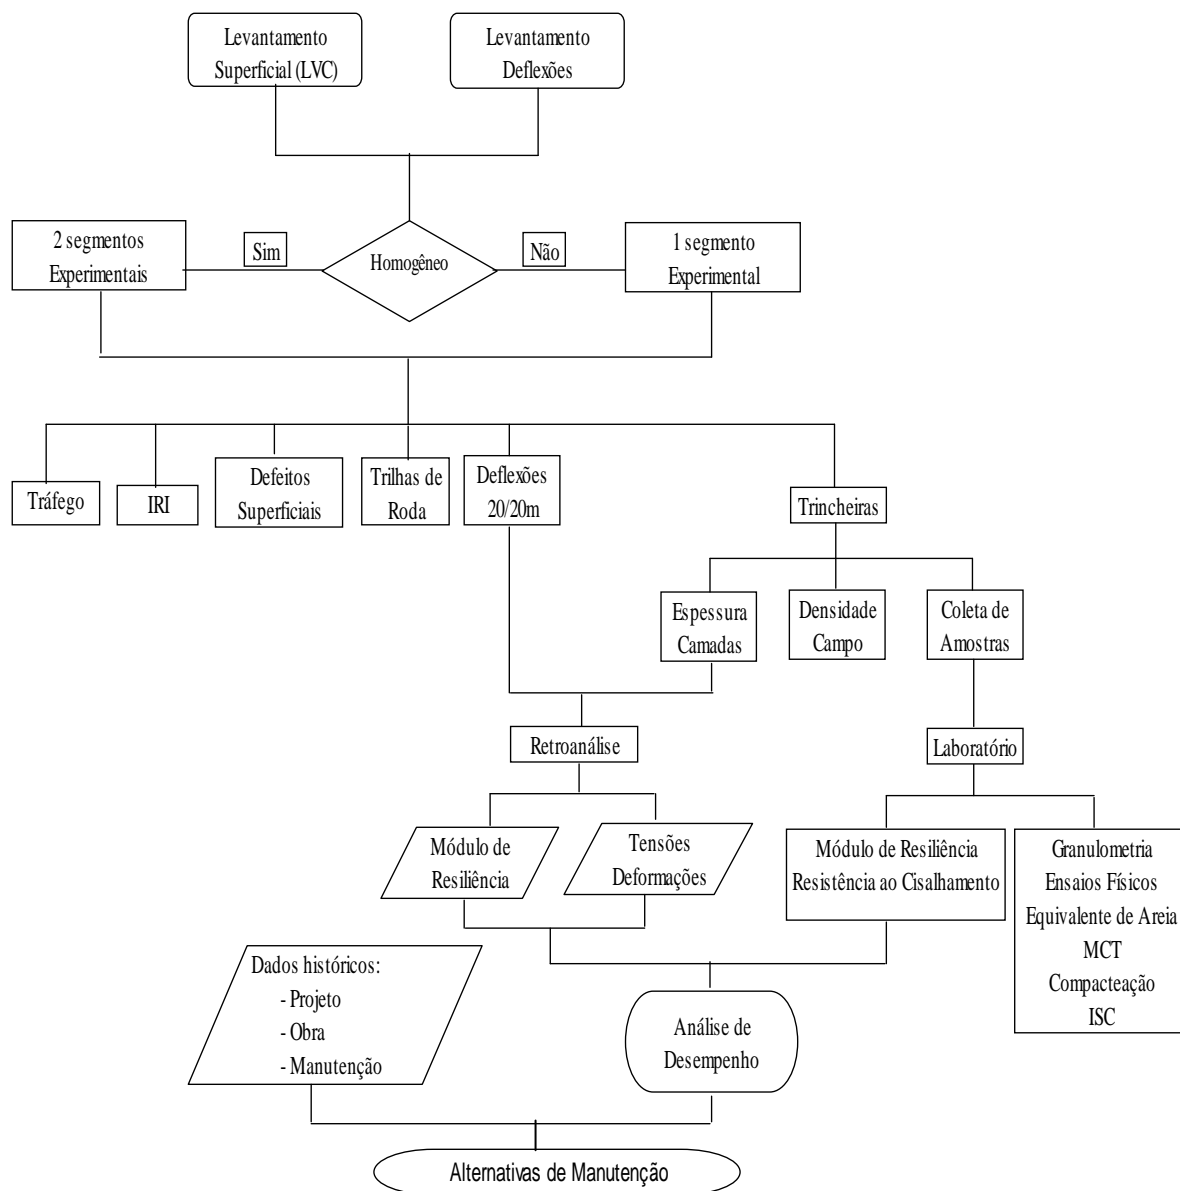 Levantamento
Superficial (LVC)
Levantamento
Deflexões
2 segmentos
Experimentais
Sim
Homogêneo
Não
1 segmento
Experimental
Tráfego
IRI
Defeitos
Superficiais
Trilhas de
Roda
Deflexões
20/20m
Trincheiras
Espessura
Camadas
Densidade
Campo
Coleta de
Amostras
Retroanálise
Laboratório
Módulo de
Resiliência
Tensões
Deformações
Módulo de Resiliência
Resistência ao Cisalhamento
Granulometria
Ensaios Físicos
Equivalente de Areia
MCT
Compacteação
ISC
Dados históricos:
- Projeto
- Obra
- Manutenção
Análise de
Desempenho
Alternativas de Manutenção